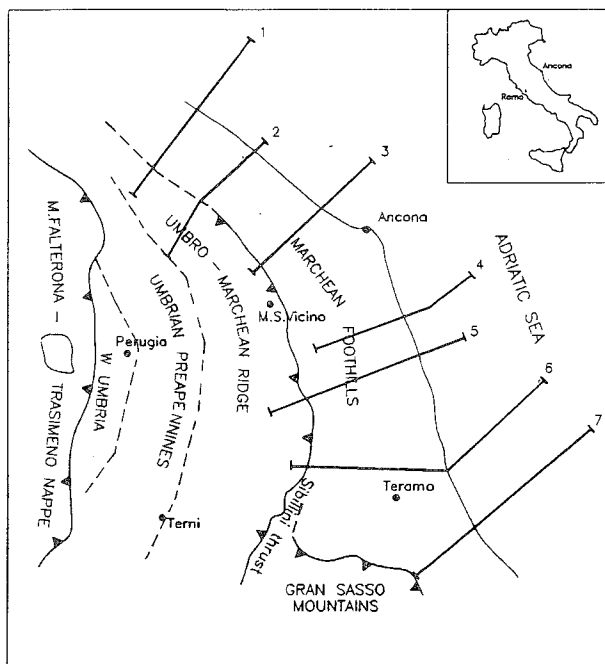 1
2
3
4
5
6
7
Ancona
Roma
Ancona
ADRIATIC SEA
UMBRO -
MARCHEAN RIDGE
MARCHEAN
FOOTHILLS
M.S.Vicino
UMBRIAN PREAPENNINES
Perugia
W UMBRIA
M.FALTERONA -
TRASIMENO NAPPE
Terni
Teramo
Sibillini thrust
GRAN SASSO
MOUNTAINS